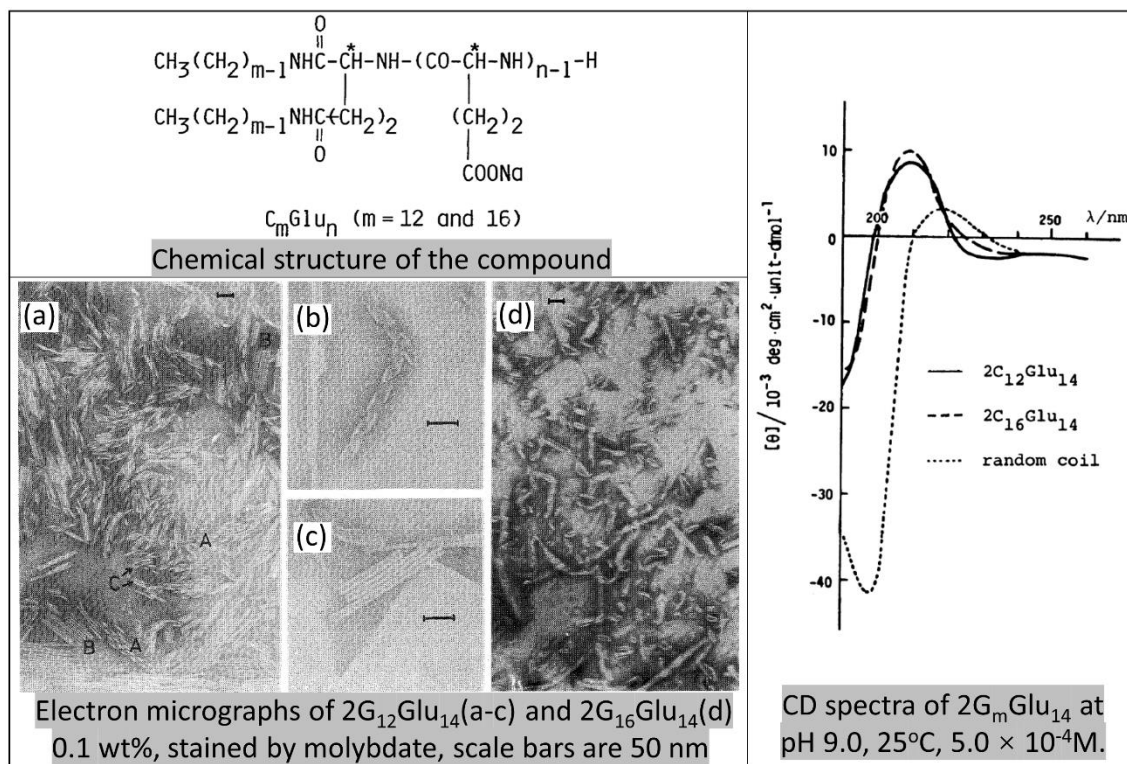 O
CH3(CH2)m-1NHC-CH-NH-(CO-CH-NH)n-1-H
* *
CH3(CH2)m-1NHC(CH2)2 (CH2)2
O
COONa
CmGlun (m = 12 and 16)
Chemical structure of the compound
(a)
B
A
C
B
A
(b)
(c)
(d)
Electron micrographs of 2G12Glu14(a-c) and 2G16Glu14(d)
0.1 wt%, stained by molybdate, scale bars are 50 nm
10
200
250
λ/nm
0
-10
-20
-30
-40
[θ]/ 10-3 deg·cm2·unit-dmol-1
2C12Glu14
2C16Glu14
random coil
CD spectra of 2GmGlu14 at
pH 9.0, 25oC, 5.0 × 10-4M.